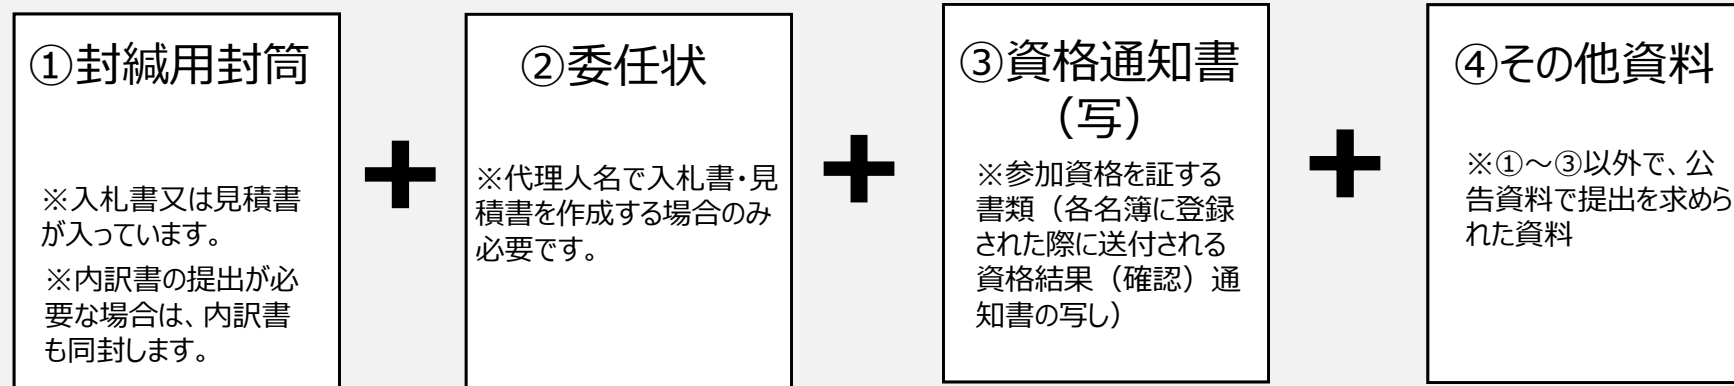 ①封緘用封筒
※入札書又は見積書
が入っています。
※内訳書の提出が必
要な場合は、内訳書
も同封します。
+
②委任状
※代理人名で入札書・見
積書を作成する場合のみ
必要です。
+
③資格通知書
（写）
※参加資格を証する
書類（各名簿に登録
された際に送付される
資格結果（確認）通
知書の写し）
+
④その他資料
※①～③以外で、公
告資料で提出を求めら
れた資料